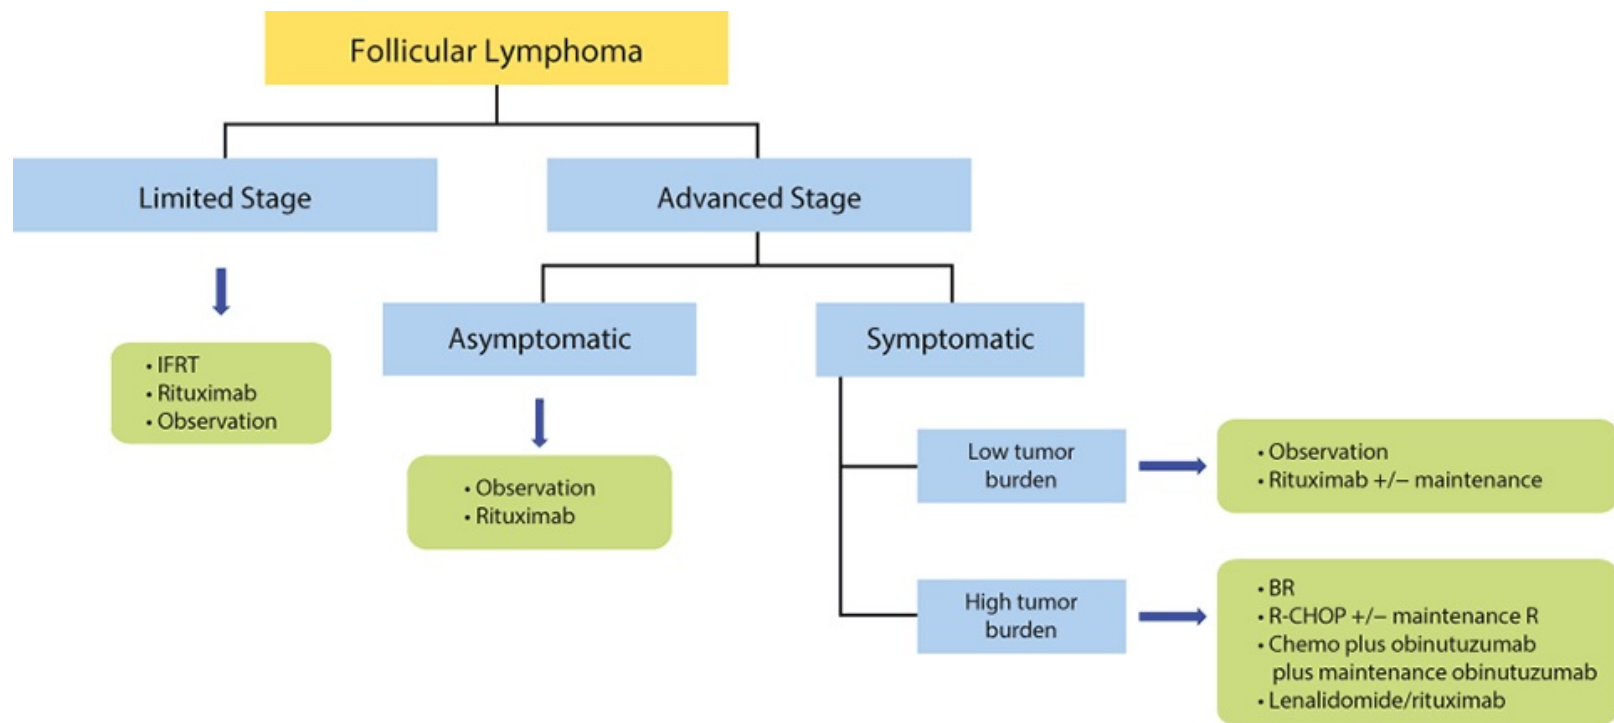 Follicular Lymphoma
Limited Stage
Advanced Stage
• IFRT
• Rituximab
• Observation
Asymptomatic
• Observation
• Rituximab
Symptomatic
Low tumor
burden
• Observation
• Rituximab +/− maintenance
High tumor
burden
• BR
• R-CHOP +/− maintenance R
• Chemo plus obinutuzumab
plus maintenance obinutuzumab
• Lenalidomide/rituximab